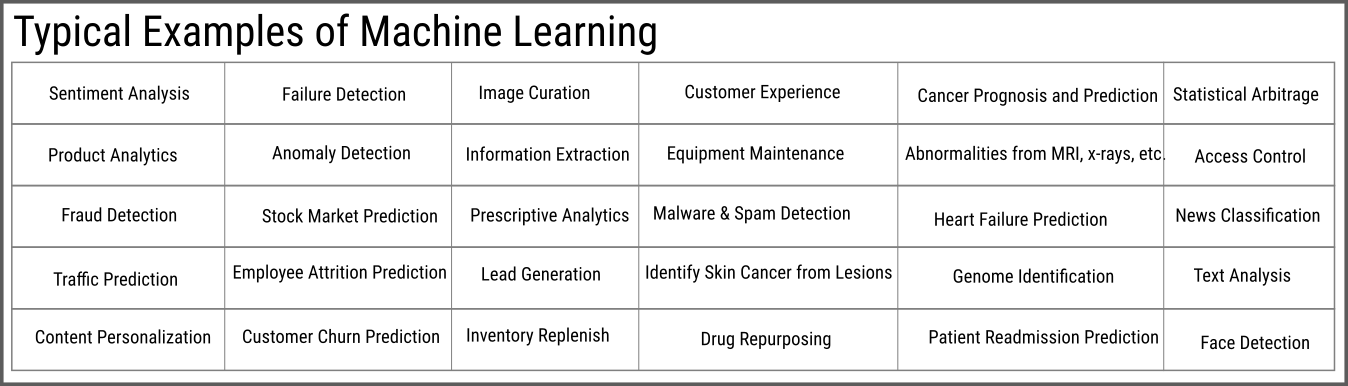 Typical Examples of Machine Learning
Sentiment Analysis Failure Detection Image Curation Customer Experience Cancer Prognosis and Prediction Statistical Arbitrage
Product Analytics Anomaly Detection Information Extraction Equipment Maintenance Abnormalities from MRI, x-rays, etc. Access Control
Fraud Detection Stock Market Prediction Prescriptive Analytics Malware & Spam Detection Heart Failure Prediction News Classification
Traffic Prediction Employee Attrition Prediction Lead Generation Identify Skin Cancer from Lesions Genome Identification Text Analysis
Content Personalization Customer Churn Prediction Inventory Replenish Drug Repurposing Patient Readmission Prediction Face Detection